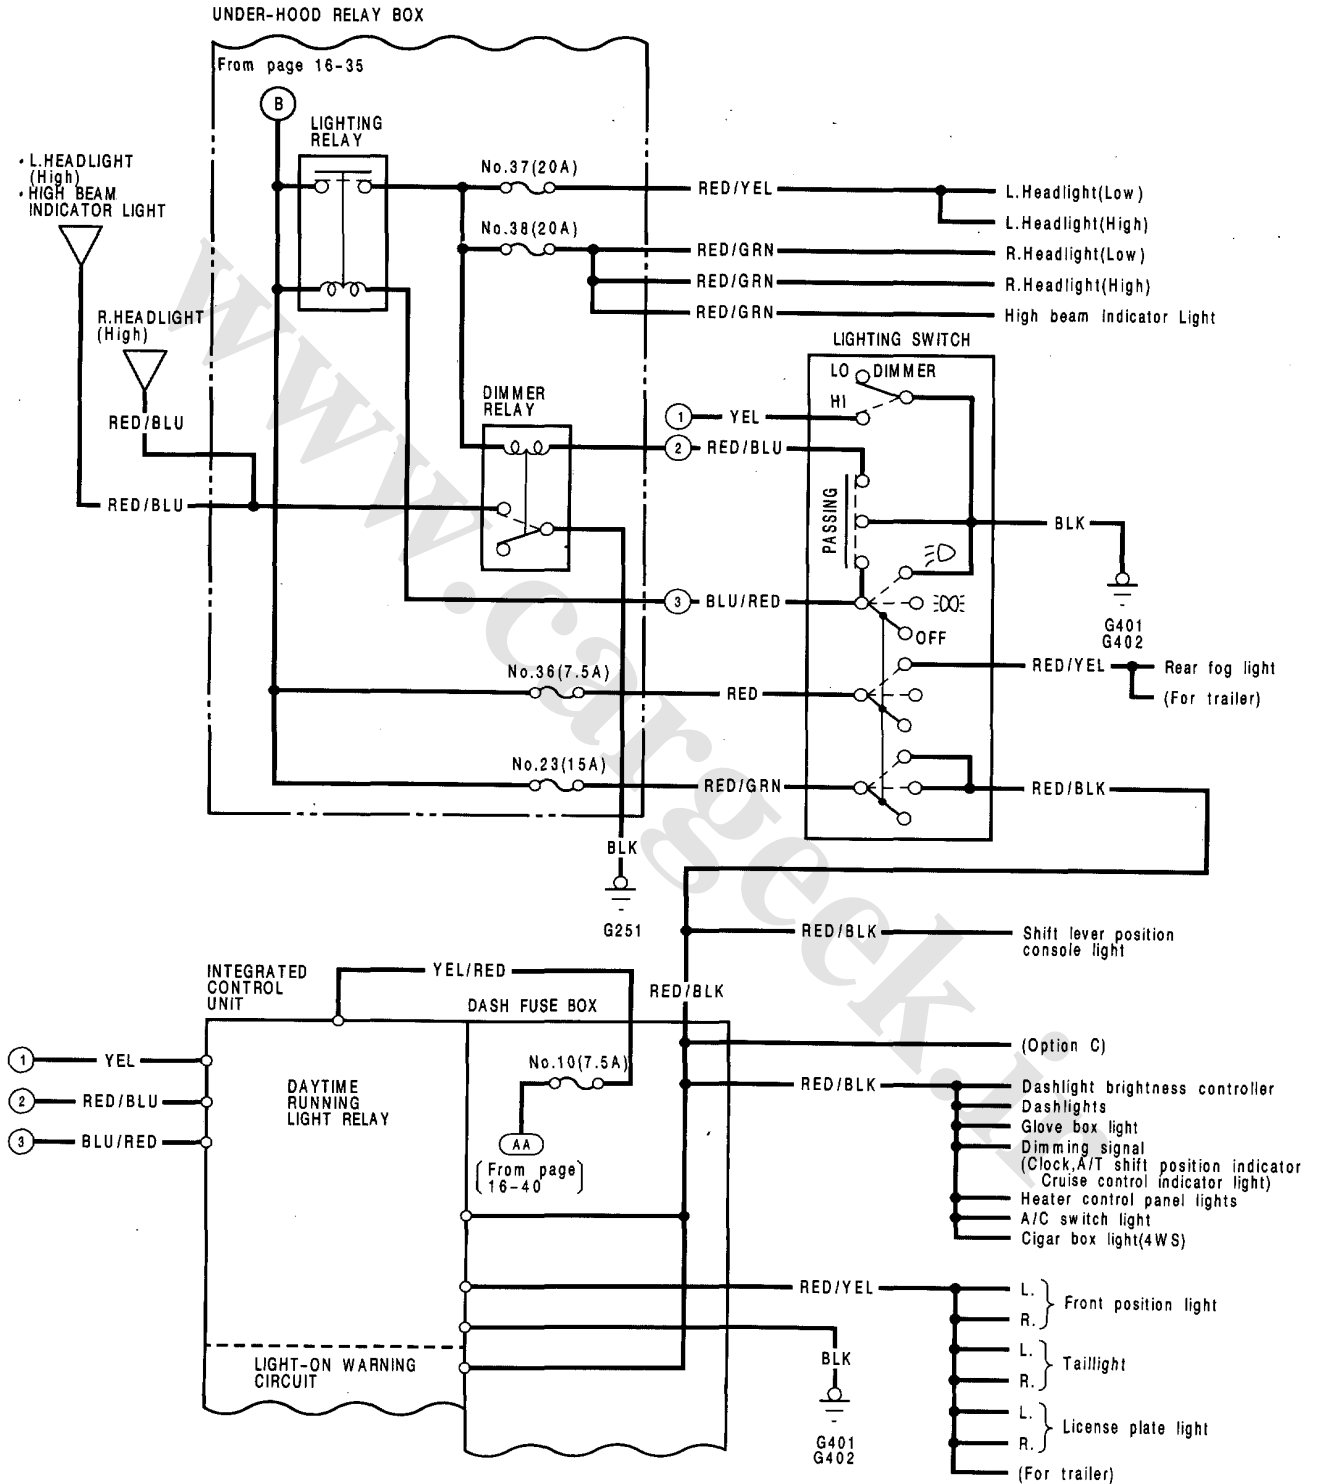 UNDER-HOOD RELAY BOX
From page 16-35
B
LIGHTING
RELAY
• L.HEADLIGHT
(High)
• HIGH BEAM
INDICATOR LIGHT
No.37(20A)
RED/YEL
L.Headlight(Low)
L.Headlight(High)
No.38(20A)
RED/GRN
R.Headlight(Low)
RED/GRN
R.Headlight(High)
RED/GRN
High beam Indicator Light
R.HEADLIGHT
(High)
LIGHTING SWITCH
LO
DIMMER
HI
DIMMER
RELAY
1
YEL
RED/BLU
2
RED/BLU
PASSING
RED/BLU
BLK
3
BLU/RED
OFF
G401
G402
No.36(7.5A)
RED
RED/YEL
Rear fog light
(For trailer)
No.23(15A)
RED/GRN
RED/BLK
BLK
G251
RED/BLK
Shift lever position
console light
INTEGRATED
CONTROL
UNIT
YEL/RED
DASH FUSE BOX
RED/BLK
1
YEL
2
RED/BLU
3
BLU/RED
DAYTIME
RUNNING
LIGHT RELAY
No.10(7.5A)
AA
(From page
16-40)
(Option C)
RED/BLK
Dashlight brightness controller
Dashlights
Glove box light
Dimming signal
(Clock,A/T shift position indicator
Cruise control indicator light)
Heater control panel lights
A/C switch light
Cigar box light(4WS)
RED/YEL
L.
R.
Front position light
L.
R.
Taillight
L.
R.
License plate light
(For trailer)
BLK
G401
G402
LIGHT-ON WARNING
CIRCUIT
www.cargeek.ir